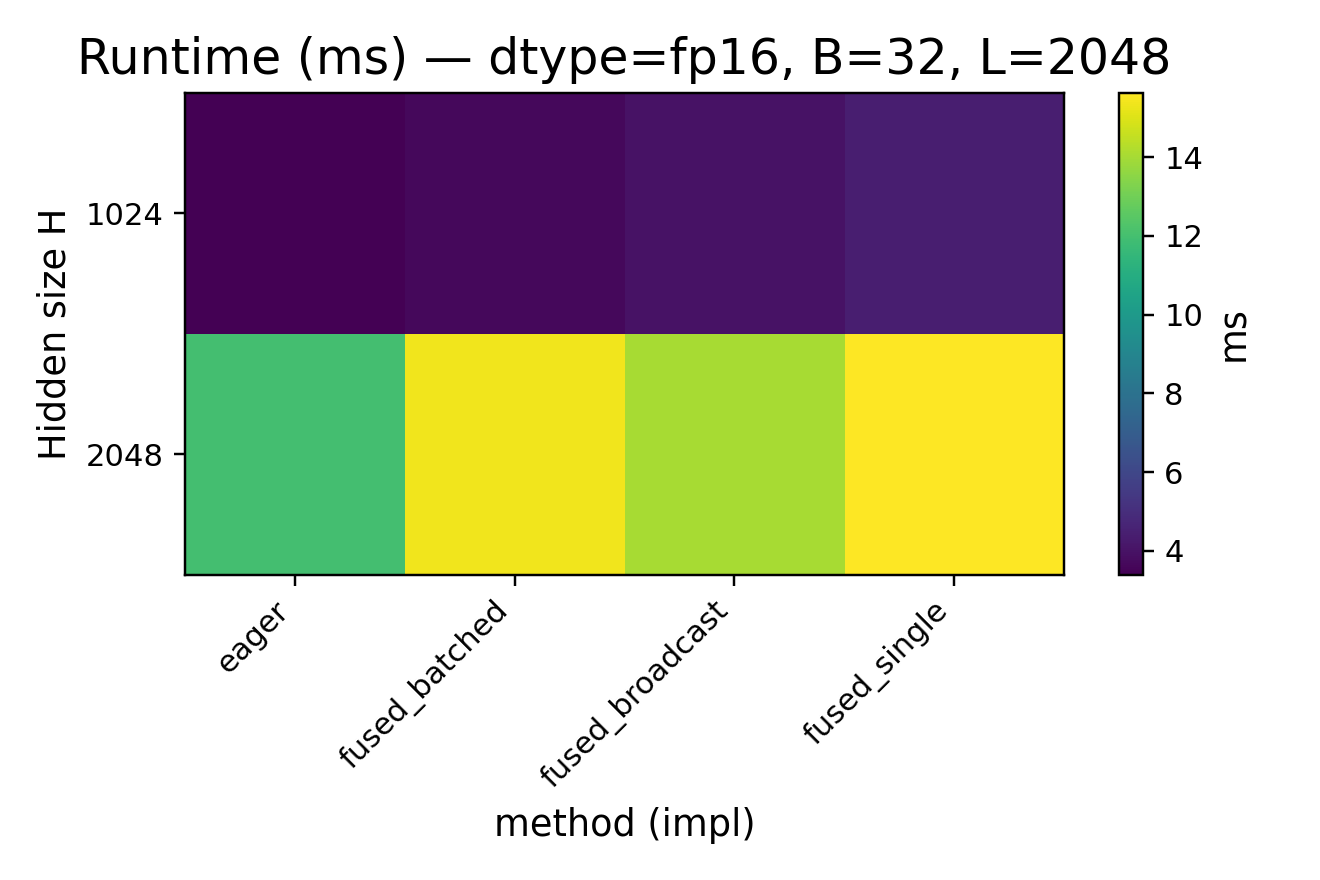 Runtime (ms) — dtype=fp16, B=32, L=2048
Hidden size H
1024
2048
eager
fused_batched
fused_broadcast
fused_single
method (impl)
14
12
10
8
6
4
ms